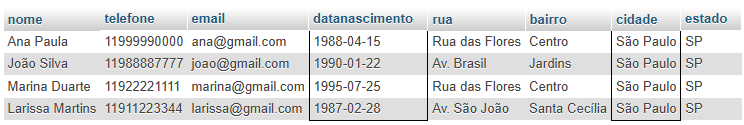 nome telefone email datanascimento rua bairro cidade estado
Ana Paula 11999990000 ana@gmail.com 1988-04-15 Rua das Flores Centro São Paulo SP
João Silva 11988887777 joao@gmail.com 1990-01-22 Av. Brasil Jardins São Paulo SP
Marina Duarte 11922221111 marina@gmail.com 1995-07-25 Rua das Flores Centro São Paulo SP
Larissa Martins 11911223344 larissa@gmail.com 1987-02-28 Av. São João Santa Cecília São Paulo SP